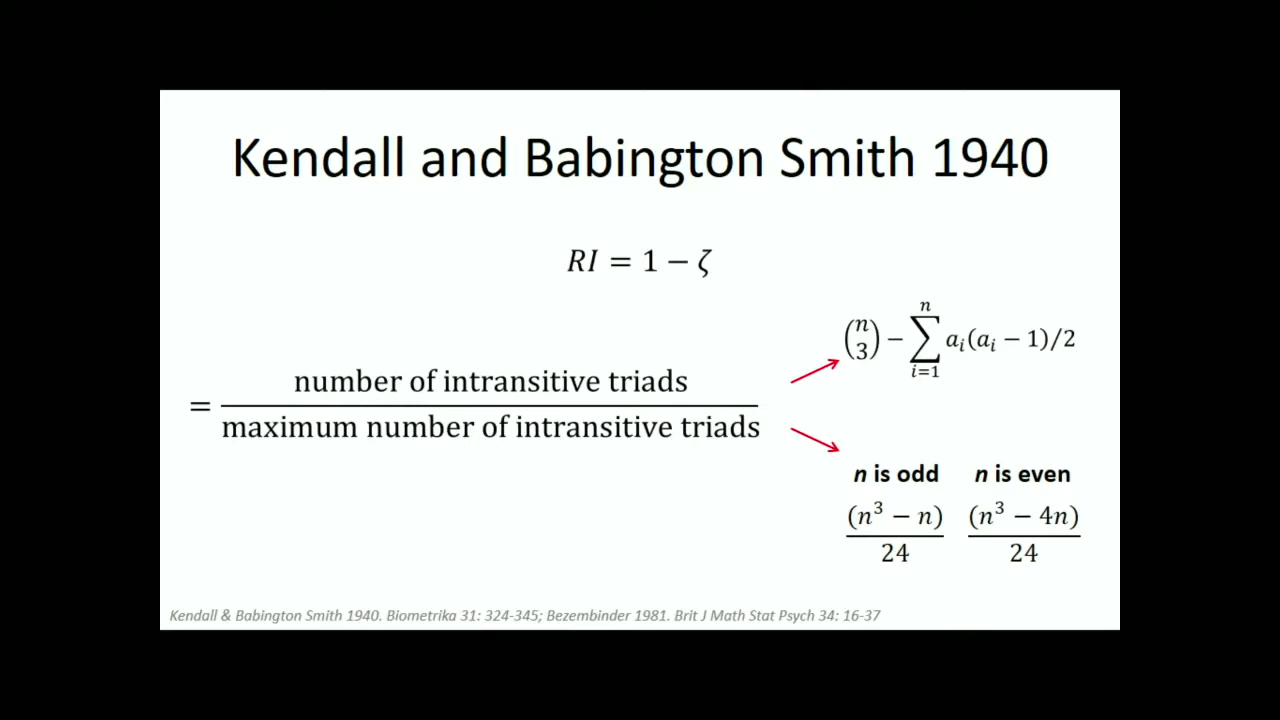 Kendall and Babington Smith 1940
RI = 1 − ζ
= number of intransitive triads
maximum number of intransitive triads
(n 3) − ∑ i=1 n a_i(a_i − 1)/2
n is odd n is even
(n³ − n) (n³ − 4n)
24 24
Kendall & Babington Smith 1940. Biometrika 31: 324-345; Bezembinder 1981. Brit J Math Stat Psych 34: 16-37